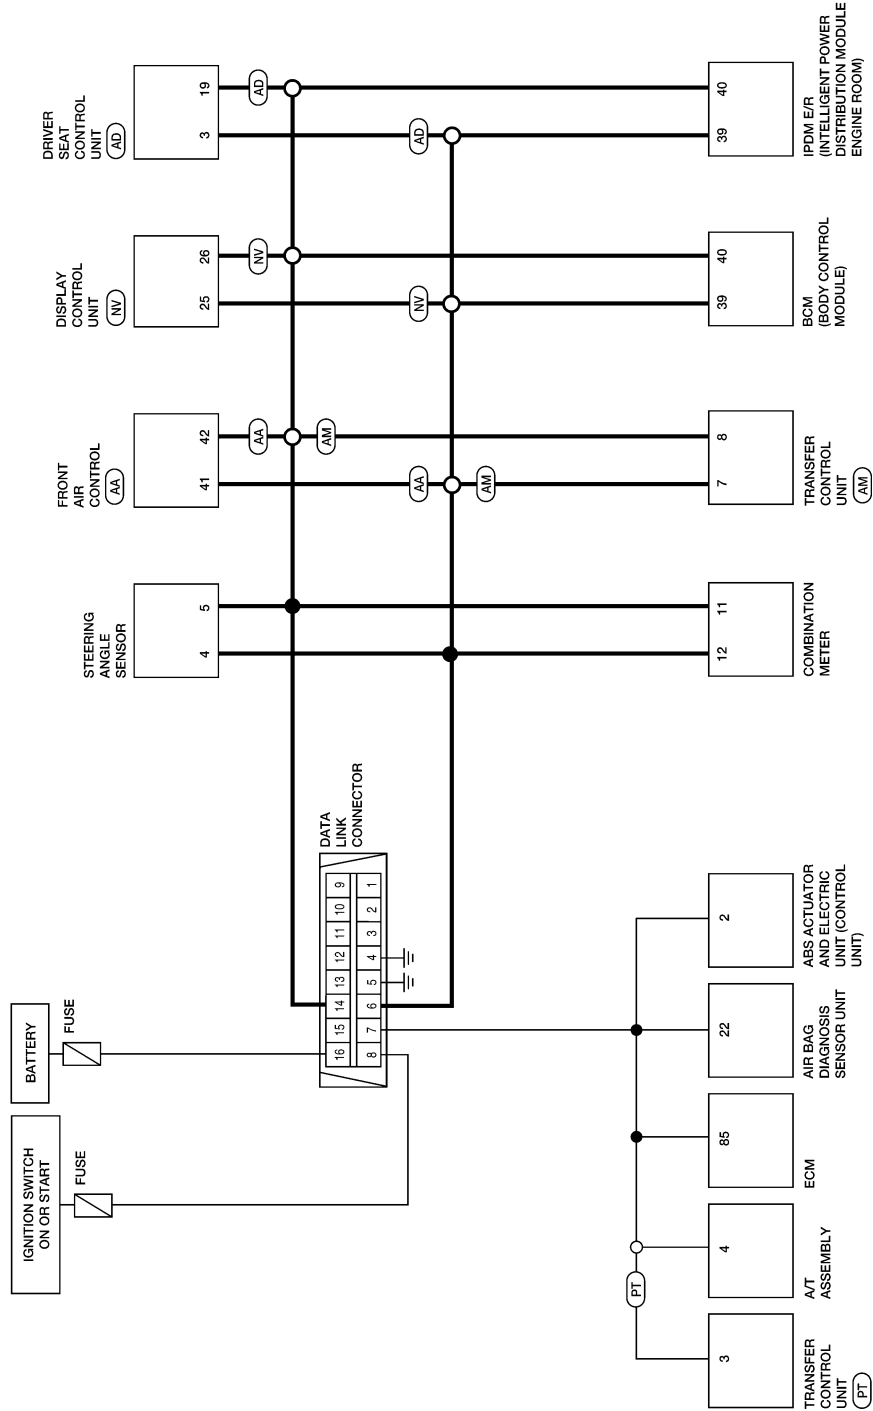 IGNITION SWITCH
ON OR START
FUSE
BATTERY
FUSE
STEERING
ANGLE
SENSOR
4
5
FRONT
AIR
CONTROL
AA
41
42
DISPLAY
CONTROL
UNIT
NV
25
26
DRIVER
SEAT
CONTROL
UNIT
AD
3
19
AA
NV
AD
AM
DATA
LINK
CONNECTOR
16 15 14 13 12 11 10 9
8 7 6 5 4 3 2 1
AA
NV
AD
AM
PT
3
TRANSFER
CONTROL
UNIT
PT
4
A/T
ASSEMBLY
85
ECM
22
AIR BAG
DIAGNOSIS
SENSOR UNIT
2
ABS ACTUATOR
AND ELECTRIC
UNIT (CONTROL
UNIT)
12
11
COMBINATION
METER
7
8
TRANSFER
CONTROL
UNIT
AM
39
40
BCM
(BODY CONTROL
MODULE)
39
40
IPDM E/R
(INTELLIGENT POWER
DISTRIBUTION MODULE
ENGINE ROOM)